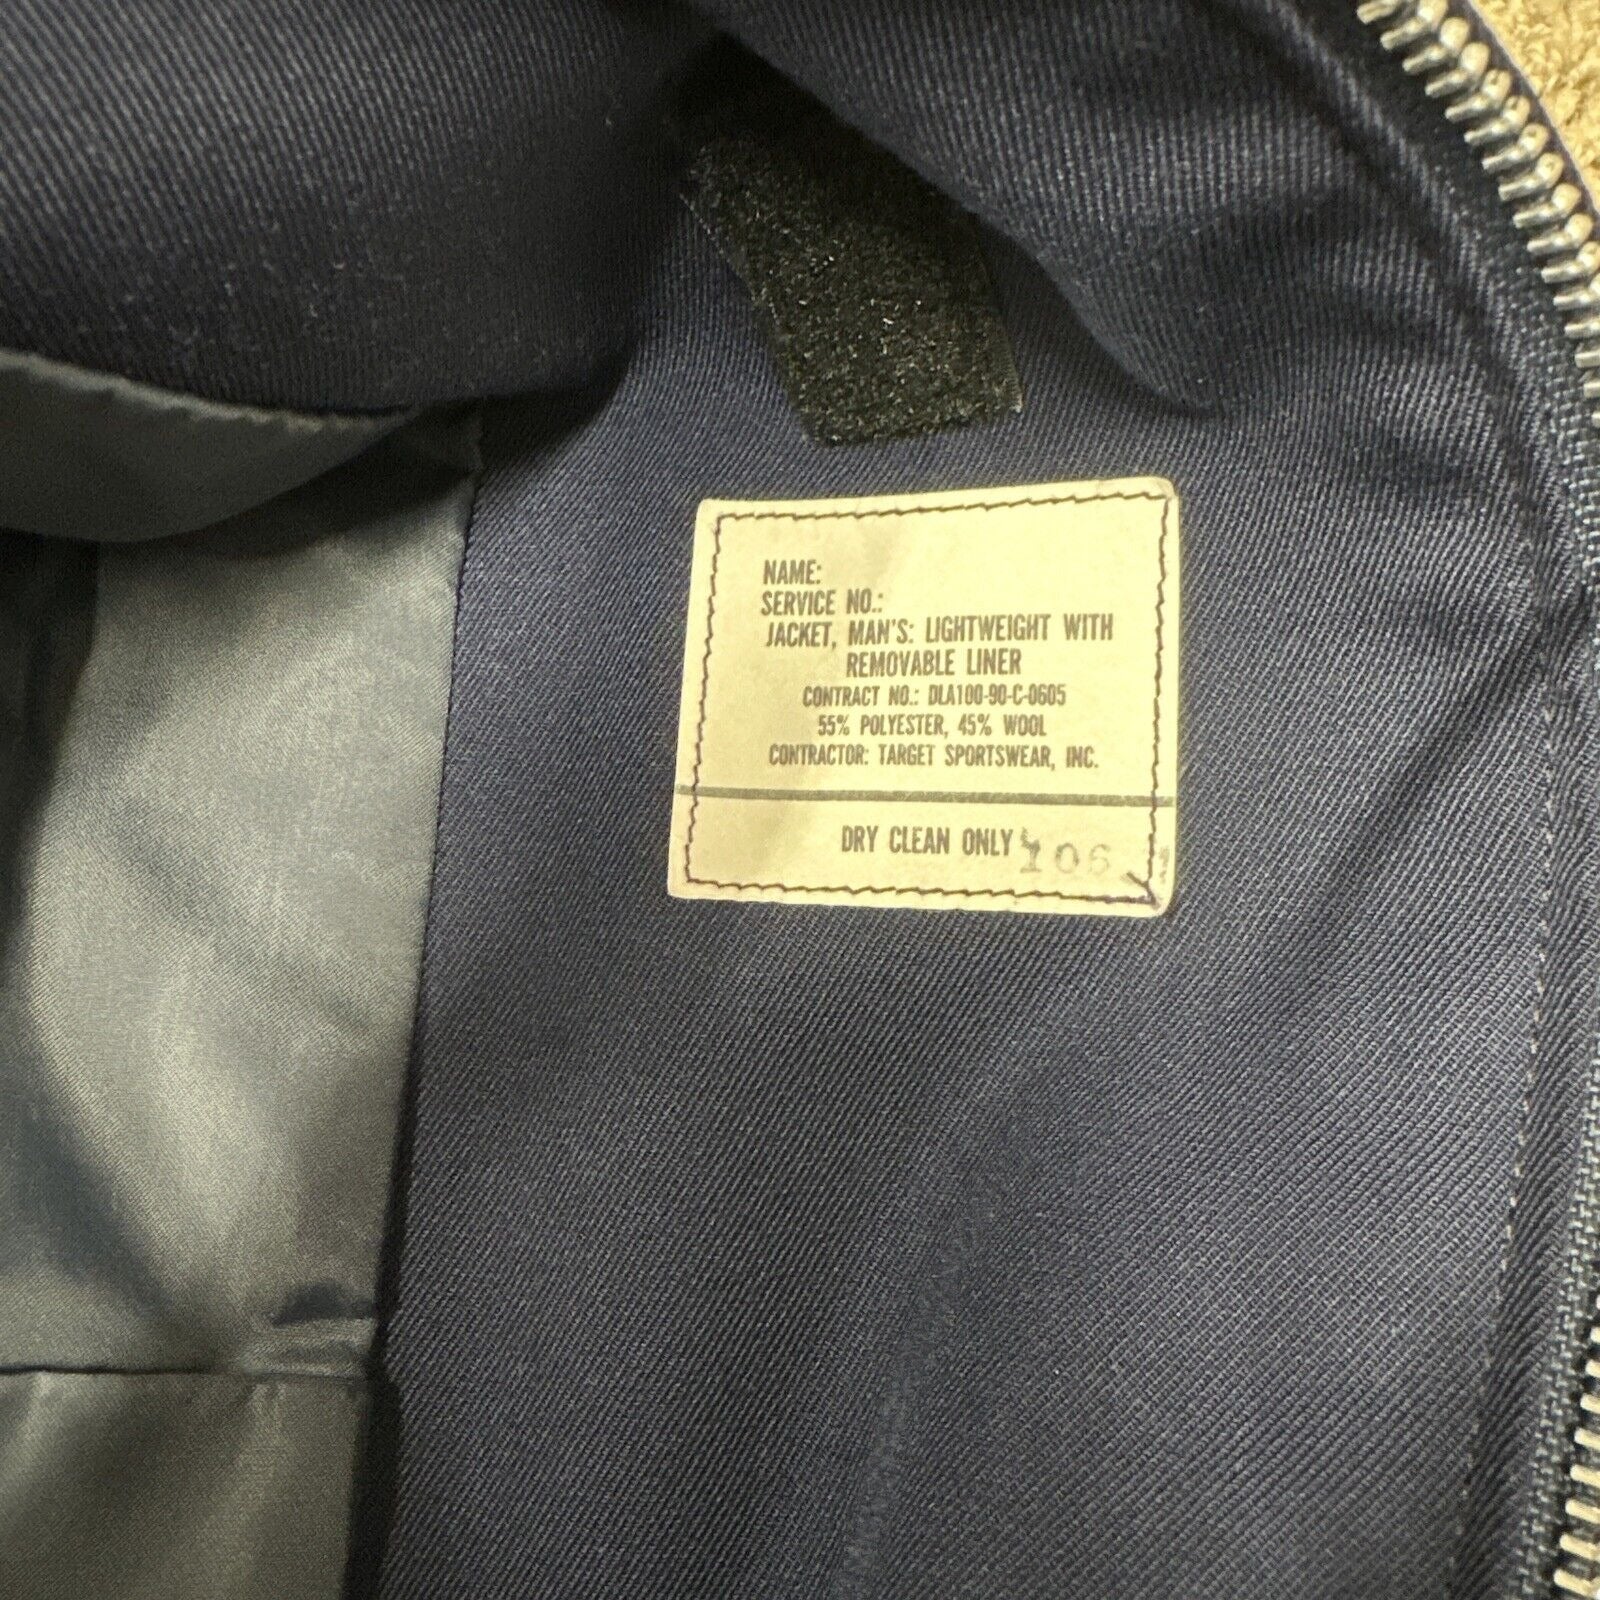 NAME:
SERVICE NO.:
JACKET, MAN'S: LIGHTWEIGHT WITH
REMOVABLE LINER
CONTRACT NO.: DLA100-90-C-0605
55% POLYESTER, 45% WOOL
CONTRACTOR: TARGET SPORTSWEAR, INC.
DRY CLEAN ONLY